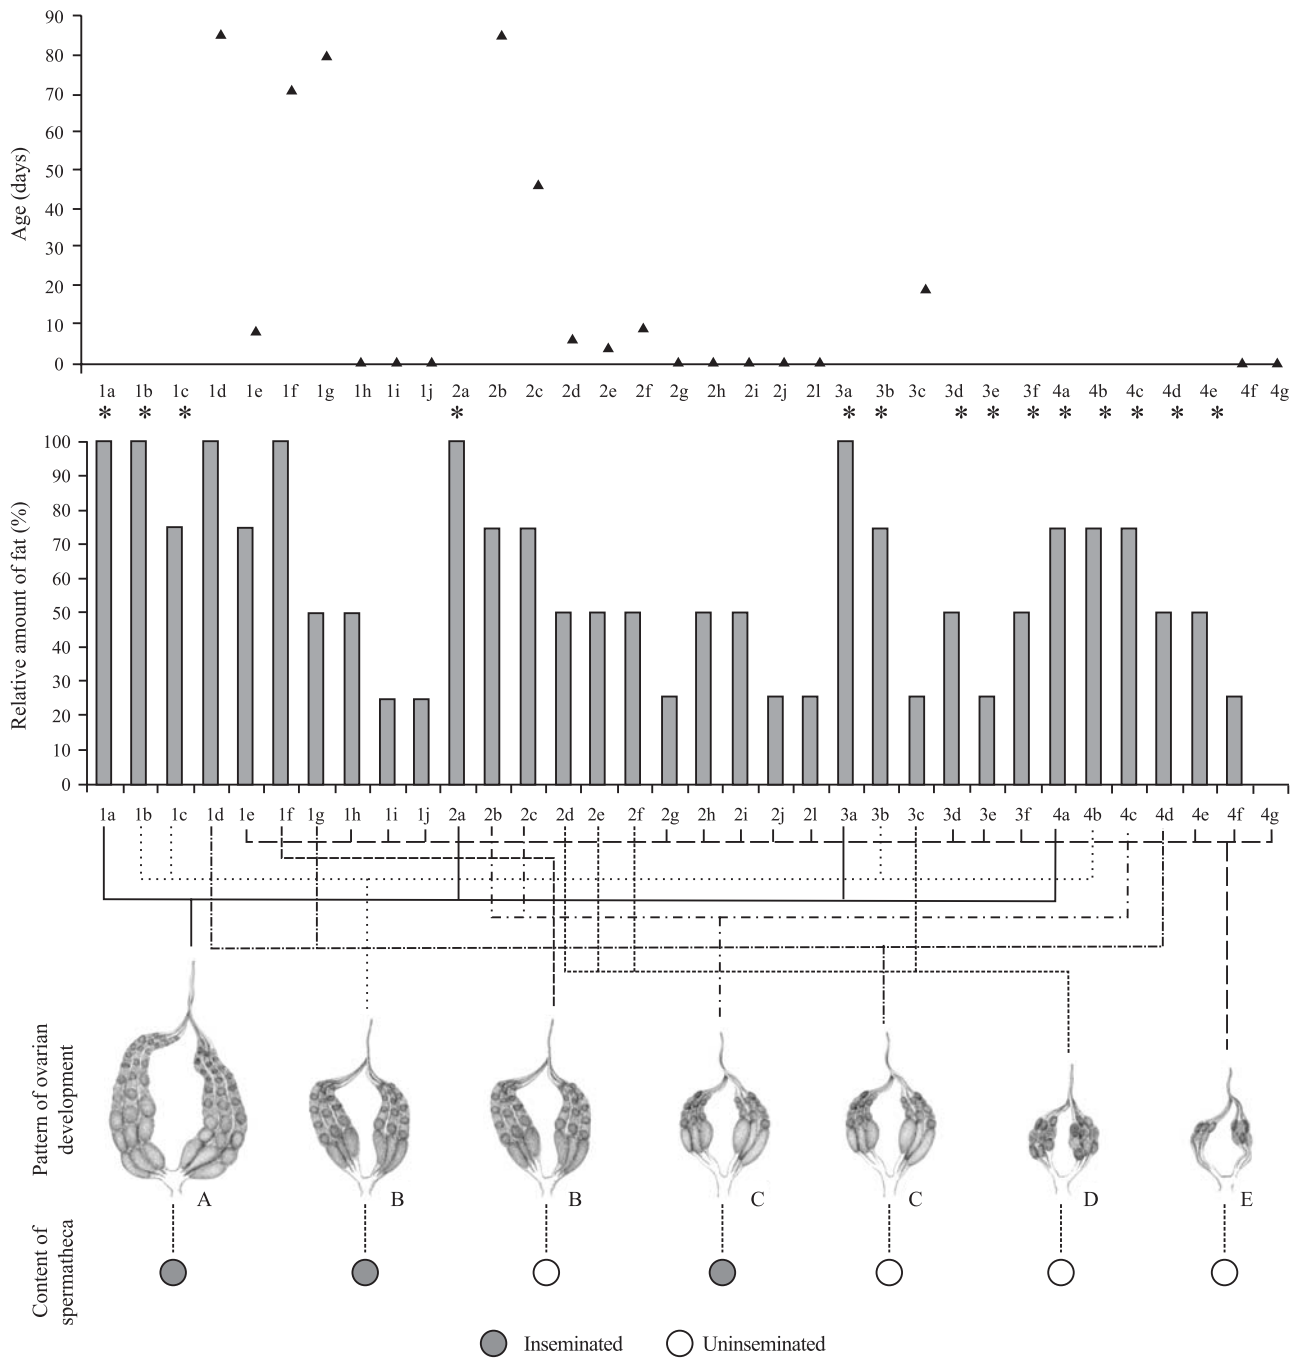 90
80
70
60
50
40
30
20
10
0
Age (days)
1a 1b 1c 1d 1e 1f 1g 1h 1i 1j 2a 2b 2c 2d 2e 2f 2g 2h 2i 2j 2l 3a 3b 3c 3d 3e 3f 4a 4b 4c 4d 4e 4f 4g
* * * * * * * * * * * * * *
100
90
80
70
60
50
40
30
20
10
0
Relative amount of fat (%)
1a 1b 1c 1d 1e 1f 1g 1h 1i 1j 2a 2b 2c 2d 2e 2f 2g 2h 2i 2j 2l 3a 3b 3c 3d 3e 3f 4a 4b 4c 4d 4e 4f 4g
Pattern of ovarian
development
A B B C C D E
Content of
spermatheca
Inseminated Uninseminated